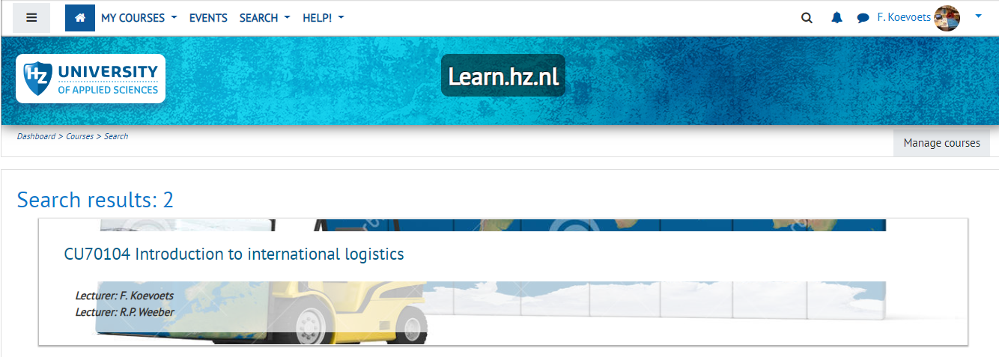 MY COURSES EVENTS SEARCH HELP! F. Koevoets
HZ UNIVERSITY
OF APPLIED SCIENCES
Learn.hz.nl
Dashboard > Courses > Search
Manage courses
Search results: 2
CU70104 Introduction to international logistics
Lecturer: F. Koevoets
Lecturer: R.P. Weeber